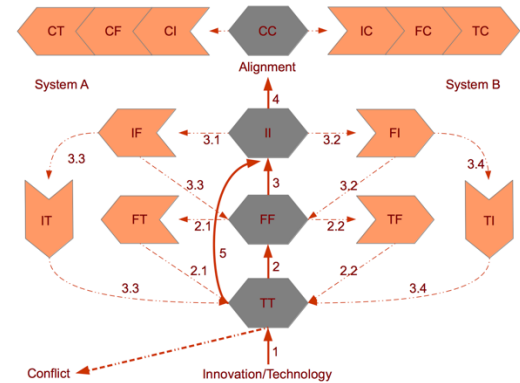 CT CF CI CC IC FC TC
System A Alignment System B
4
IF 3.1 II 3.2 FI
3.3 3.4
3.3 3 3.2
IT FT 2.1 FF 2.2 TF TI
5 2
2.1 2.2
3.3 TT 3.4
1
Conflict Innovation/Technology